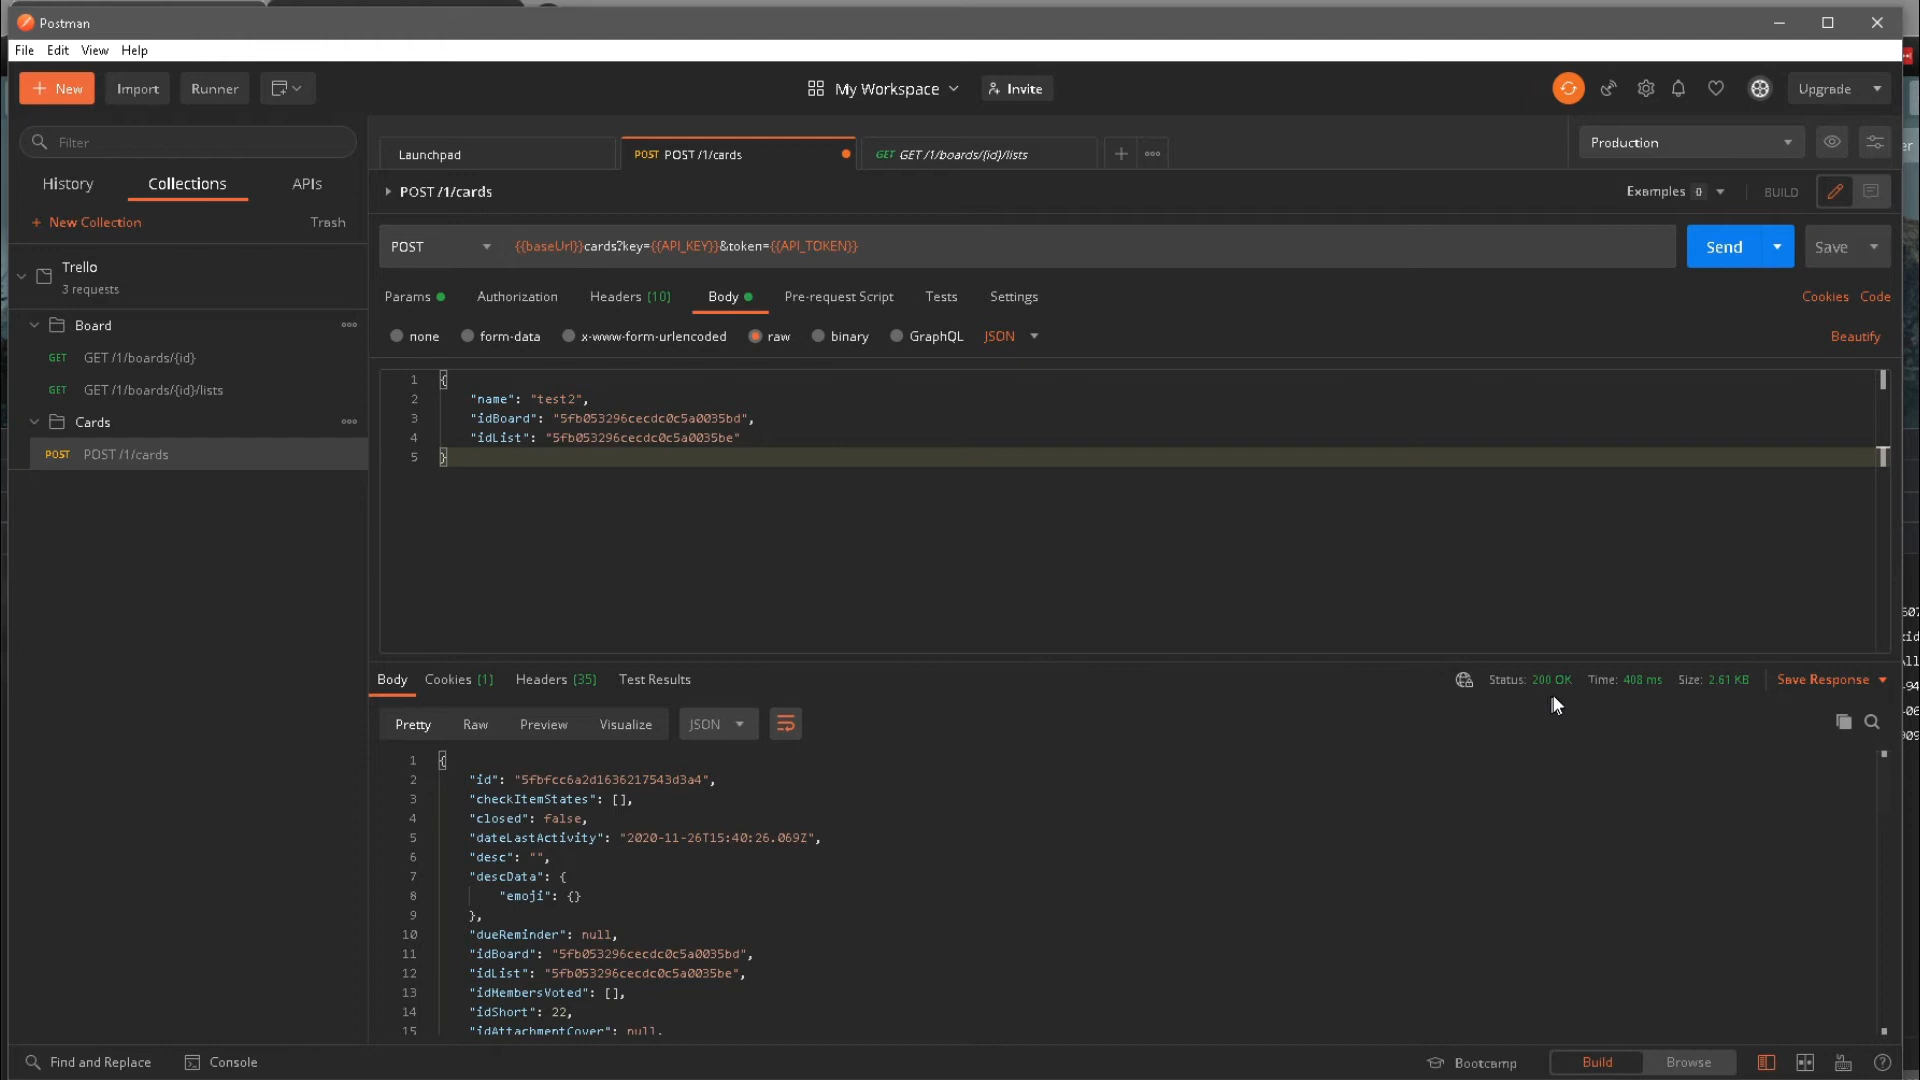 Postman
File Edit View Help
+ New Import Runner My Workspace Invite Upgrade
Filter
Launchpad POST POST /1/cards GET GET /1/boards/{id}/lists Production
History Collections APIs
POST /1/cards Examples 0 BUILD
+ New Collection Trash
POST {{baseUrl}}cards?key={{API_KEY}}&token={{API_TOKEN}} Send Save
Trello
3 requests
Params Authorization Headers (10) Body Pre-request Script Tests Settings Cookies Code
Board
none form-data x-www-form-urlencoded raw binary GraphQL JSON Beautify
GET GET /1/boards/{id}
GET GET /1/boards/{id}/lists
Cards
POST POST /1/cards
1 {
2 "name": "test2",
3 "idBoard": "5fb053296cecdc0c5a0035bd",
4 "idList": "5fb053296cecdc0c5a0035be"
5 }
Body Cookies (1) Headers (35) Test Results Status: 200 OK Time: 408 ms Size: 2.61 KB Save Response
Pretty Raw Preview Visualize JSON
1 {
2 "id": "5fbfcc6a2d1636217543d3a4",
3 "checkItemStates": [],
4 "closed": false,
5 "dateLastActivity": "2020-11-26T15:40:26.069Z",
6 "desc": "",
7 "descData": {
8 "emoji": {}
9 },
10 "dueReminder": null,
11 "idBoard": "5fb053296cecdc0c5a0035bd",
12 "idList": "5fb053296cecdc0c5a0035be",
13 "idMembersVoted": [],
14 "idShort": 22,
15 "idAttachmentCover": null,
Find and Replace Console Bootcamp Build Browse